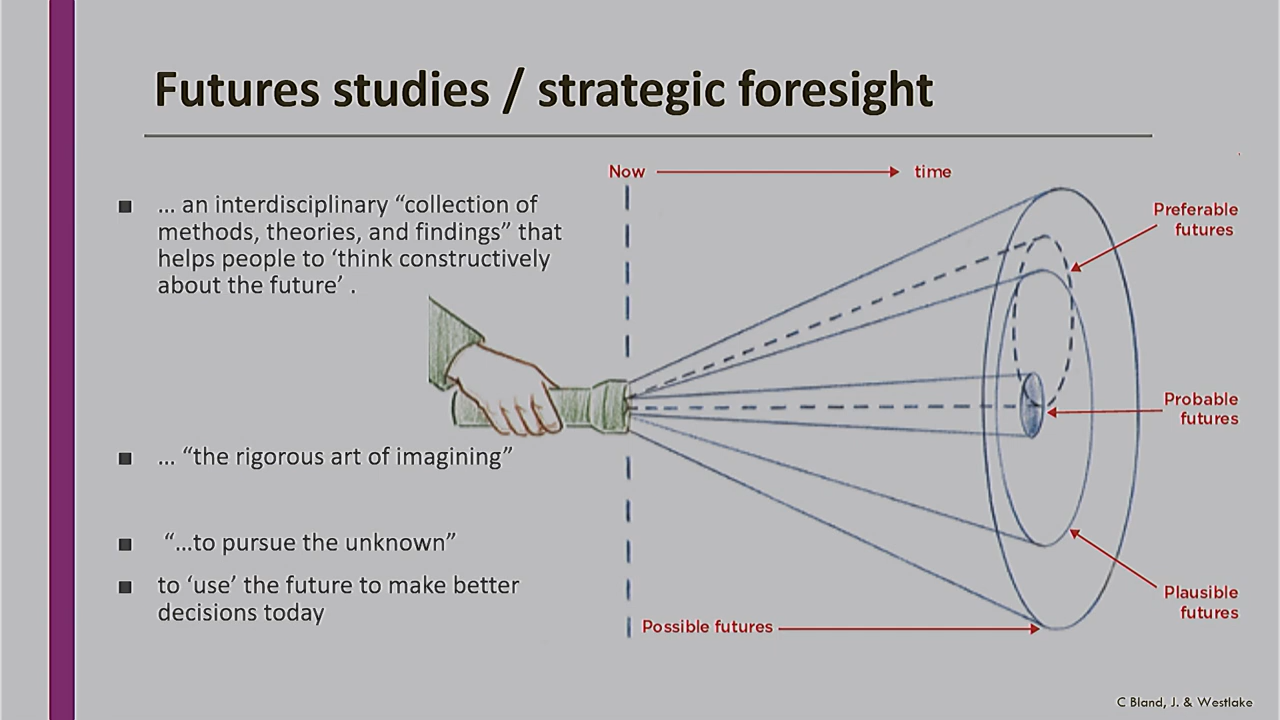 Futures studies / strategic foresight
… an interdisciplinary “collection of
methods, theories, and findings” that
helps people to ‘think constructively
about the future’ .
… “the rigorous art of imagining”
“…to pursue the unknown”
to ‘use’ the future to make better
decisions today
Now
time
Preferable
futures
Probable
futures
Plausible
futures
Possible futures
C Bland, J. & Westlake